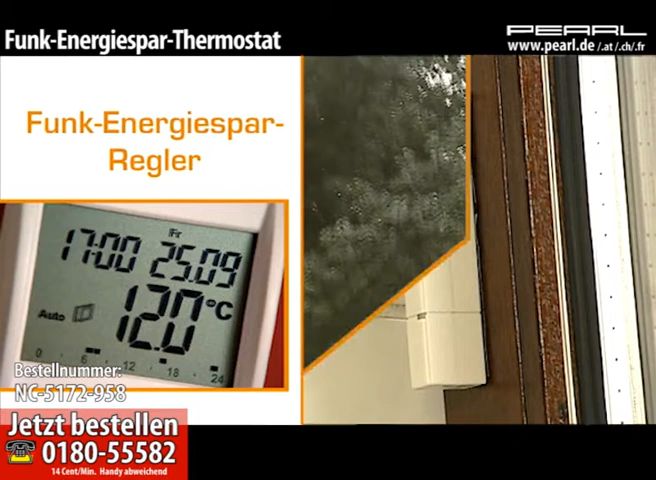 Funk-Energiespar-Thermostat
PEARL
www.pearl.de /.at /.ch/.fr
Funk-Energiespar-
Regler
Fr
17:00 25.09
Auto 12.0 °C
0 6 12 18 24
Bestellnummer:
NC-5172-958
Jetzt bestellen
0180-55582
14 Cent/Min. Handy abweichend